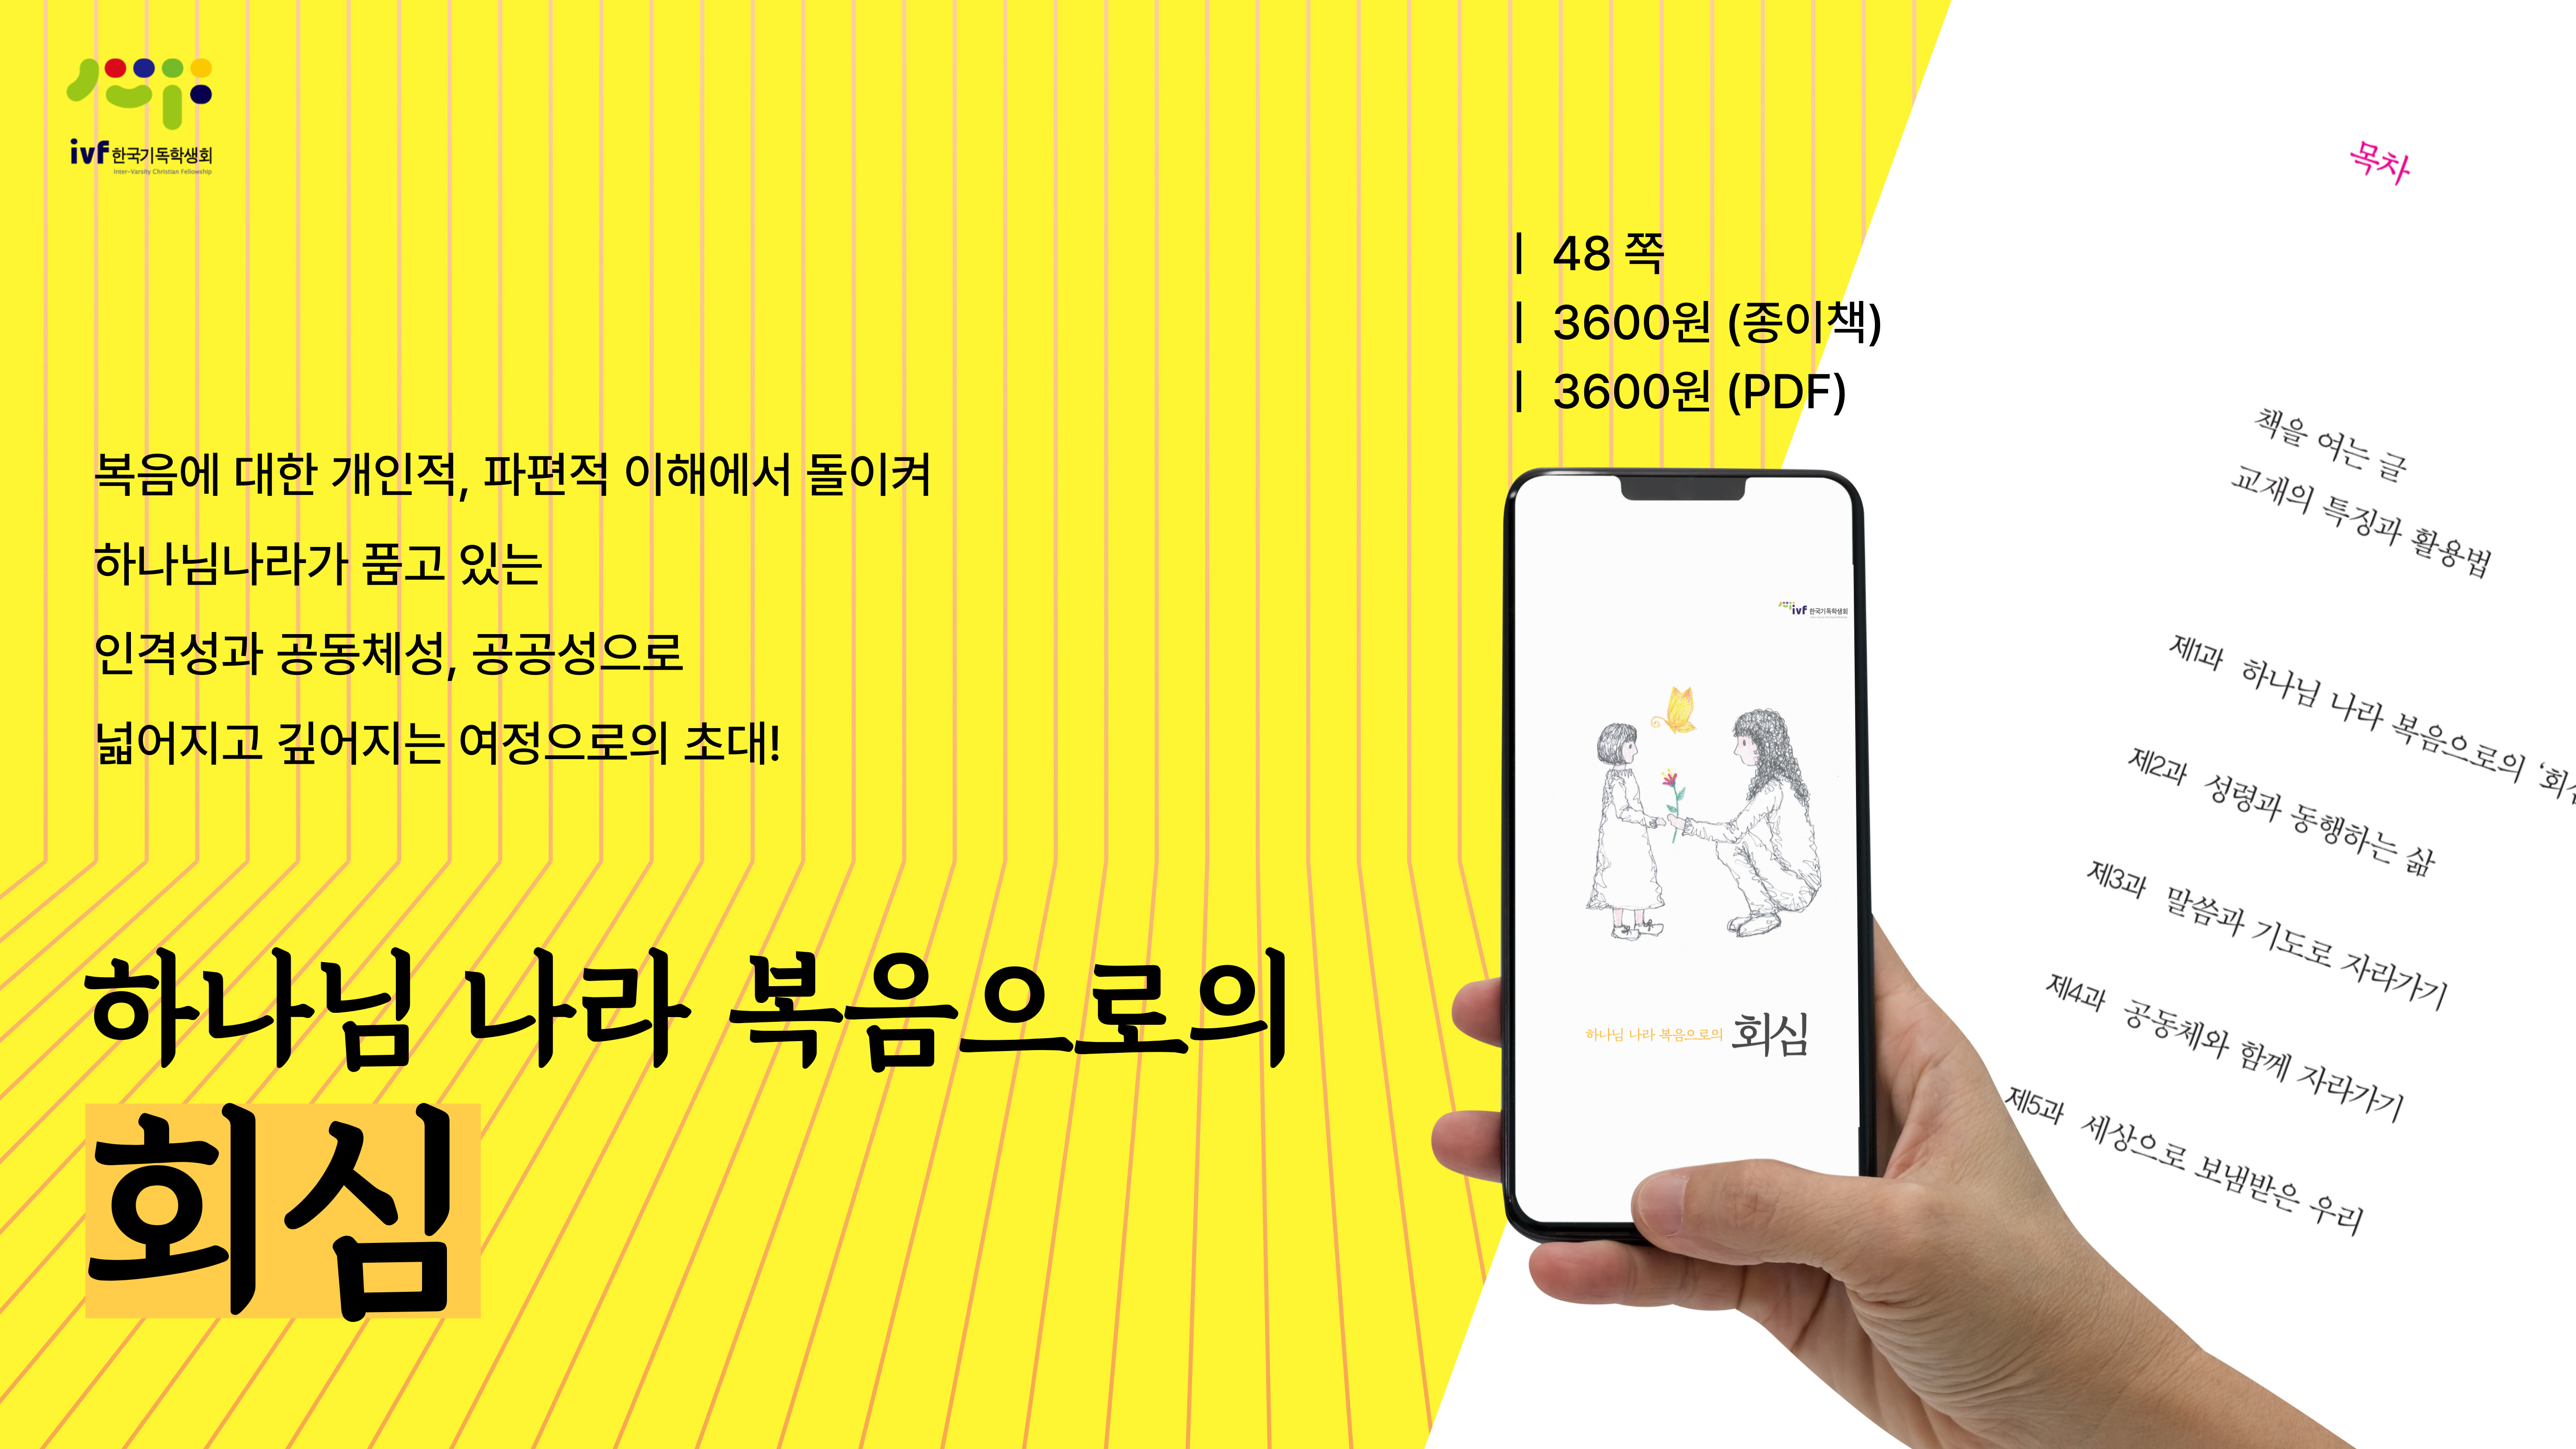 ivf 한국기독학생회
Inter-Varsity Christian Fellowship
복음에 대한 개인적, 파편적 이해에서 돌이켜
하나님나라가 품고 있는
인격성과 공동체성, 공공성으로
넓어지고 깊어지는 여정으로의 초대!
하나님 나라 복음으로의
회심
| 48 쪽
| 3600원 (종이책)
| 3600원 (PDF)
ivf 한국기독학생회
하나님 나라 복음으로의 회심
목차
책을 여는 글
교재의 특징과 활용법
제1과 하나님 나라 복음으로의 ‘회
제2과 성령과 동행하는 삶
제3과 말씀과 기도로 자라가기
제4과 공동체와 함께 자라가기
제5과 세상으로 보냄받은 우리